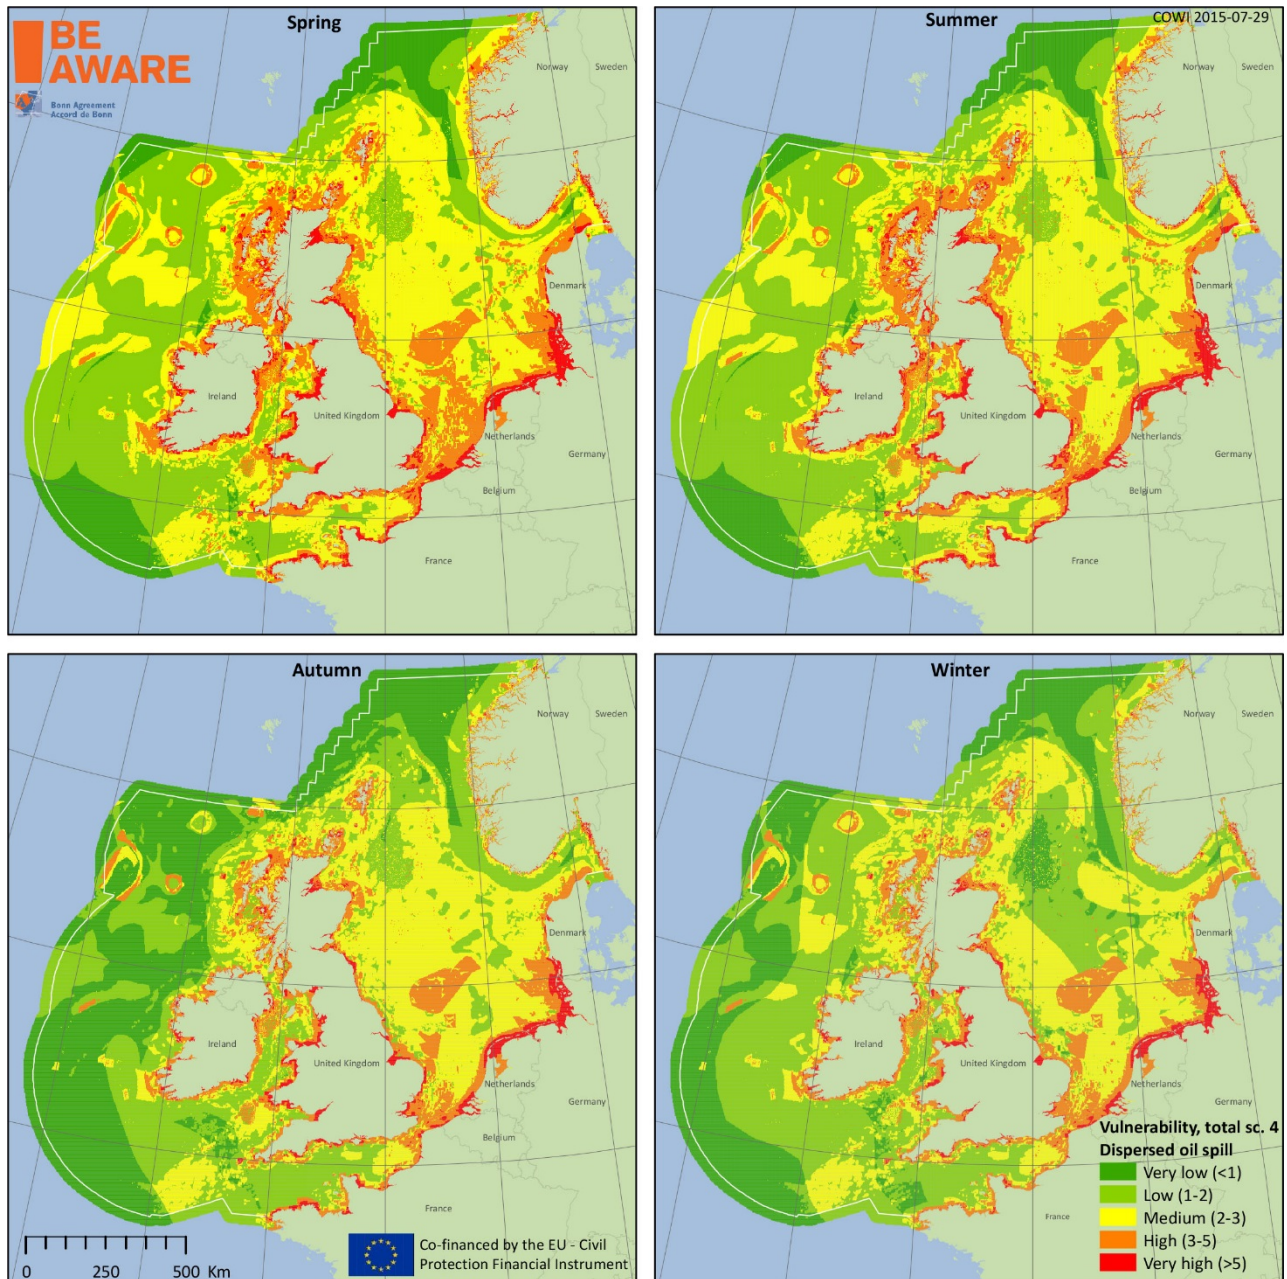 Spring
BE
AWARE
Bonn Agreement
Accord de Bonn
Norway
Sweden
Denmark
Ireland
United Kingdom
Netherlands
Germany
Belgium
France
Summer
COWI 2015-07-29
Norway
Sweden
Denmark
Ireland
United Kingdom
Netherlands
Germany
Belgium
France
Autumn
Norway
Sweden
Denmark
Ireland
United Kingdom
Netherlands
Germany
Belgium
France
0 250 500 Km
Co-financed by the EU - Civil
Protection Financial Instrument
Winter
Norway
Sweden
Denmark
Ireland
United Kingdom
Netherlands
Germany
Belgium
France
Vulnerability, total sc. 4
Dispersed oil spill
Very low (<1)
Low (1-2)
Medium (2-3)
High (3-5)
Very high (>5)